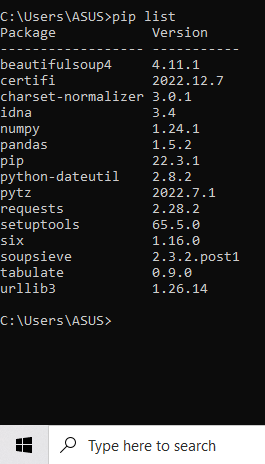 C:\Users\ASUS>pip list
Package Version
------------------ -----------
beautifulsoup4 4.11.1
certifi 2022.12.7
charset-normalizer 3.0.1
idna 3.4
numpy 1.24.1
pandas 1.5.2
pip 22.3.1
python-dateutil 2.8.2
pytz 2022.7.1
requests 2.28.2
setuptools 65.5.0
six 1.16.0
soupsieve 2.3.2.post1
tabulate 0.9.0
urllib3 1.26.14
C:\Users\ASUS>
Type here to search